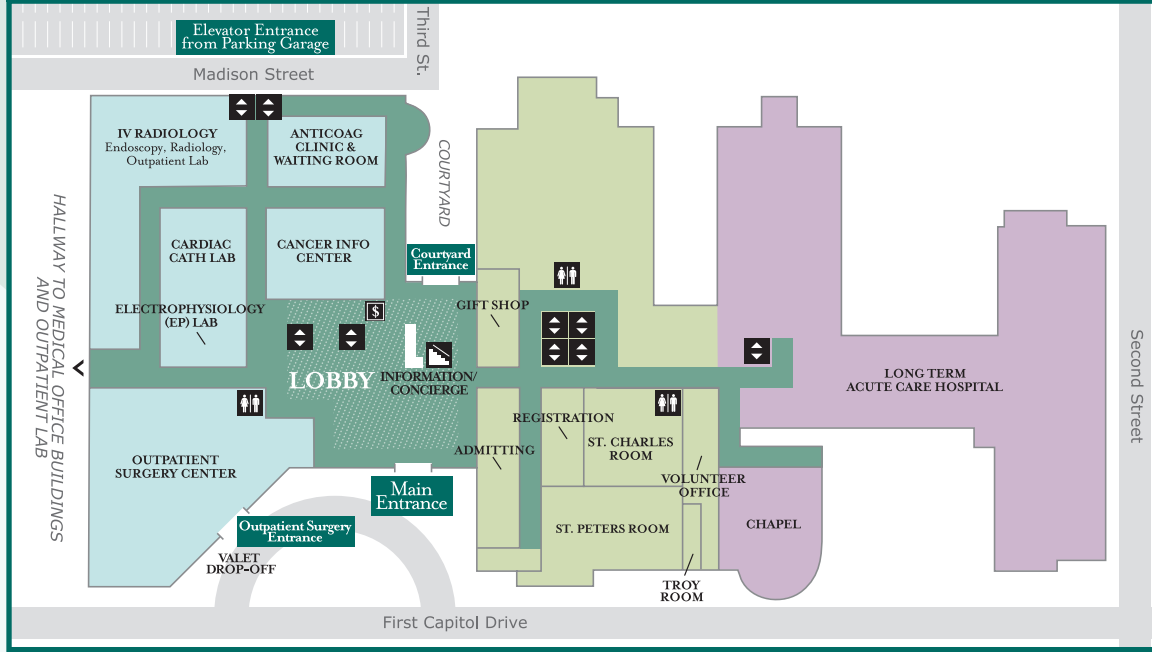 Elevator Entrance
from Parking Garage
Third St.
Madison Street
IV RADIOLOGY
Endoscopy, Radiology,
Outpatient Lab
ANTICOAG
CLINIC &
WAITING ROOM
COURTYARD
HALLWAY TO MEDICAL OFFICE BUILDINGS
AND OUTPATIENT LAB
CARDIAC
CATH LAB
CANCER INFO
CENTER
Courtyard
Entrance
ELECTROPHYSIOLOGY
(EP) LAB
$
GIFT SHOP
LOBBY
INFORMATION/
CONCIERGE
LONG TERM
ACUTE CARE HOSPITAL
Second Street
REGISTRATION
ST. CHARLES
ROOM
ADMITTING
OUTPATIENT
SURGERY CENTER
VOLUNTEER
OFFICE
Main
Entrance
Outpatient Surgery
Entrance
ST. PETERS ROOM
CHAPEL
VALET
DROP-OFF
TROY
ROOM
First Capitol Drive